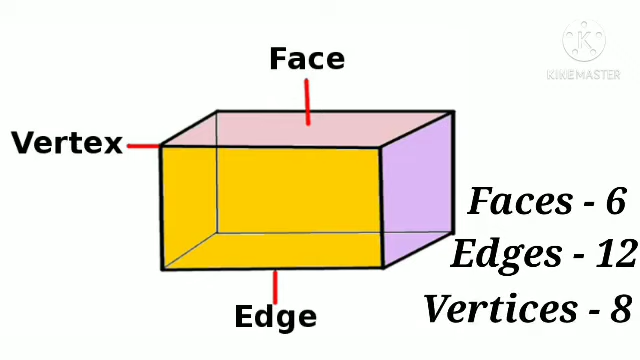 Face
KINEMASTER
Vertex
Faces - 6
Edges - 12
Vertices - 8
Edge